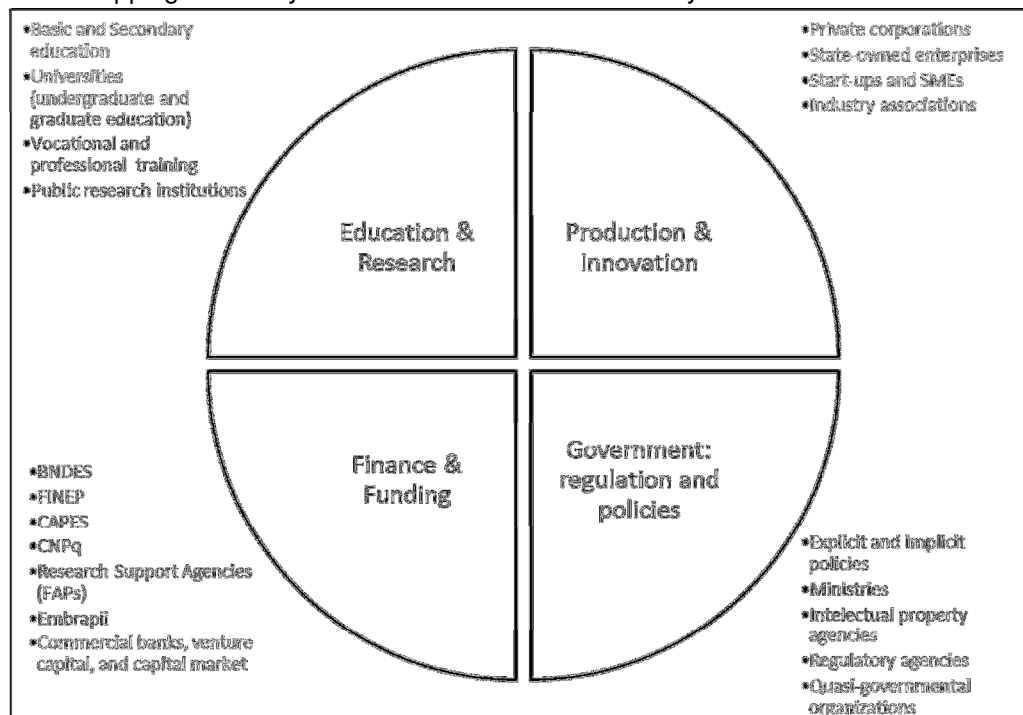 •Basic and Secondary
education
•Universities
(undergraduate and
graduate education)
•Vocational and
professional training
•Public research institutions
•Private corporations
•State-owned enterprises
•Start-ups and SMEs
•Industry associations
Education &
Research
Production &
Innovation
Finance &
Funding
Government:
regulation and
policies
•BNDES
•FINEP
•CAPES
•CNPq
•Research Support Agencies
(FAPs)
•Embrapii
•Commercial banks, venture
capital, and capital market
•Explicit and implicit
policies
•Ministries
•Intelectual property
agencies
•Regulatory agencies
•Quasi-governmental
organizations